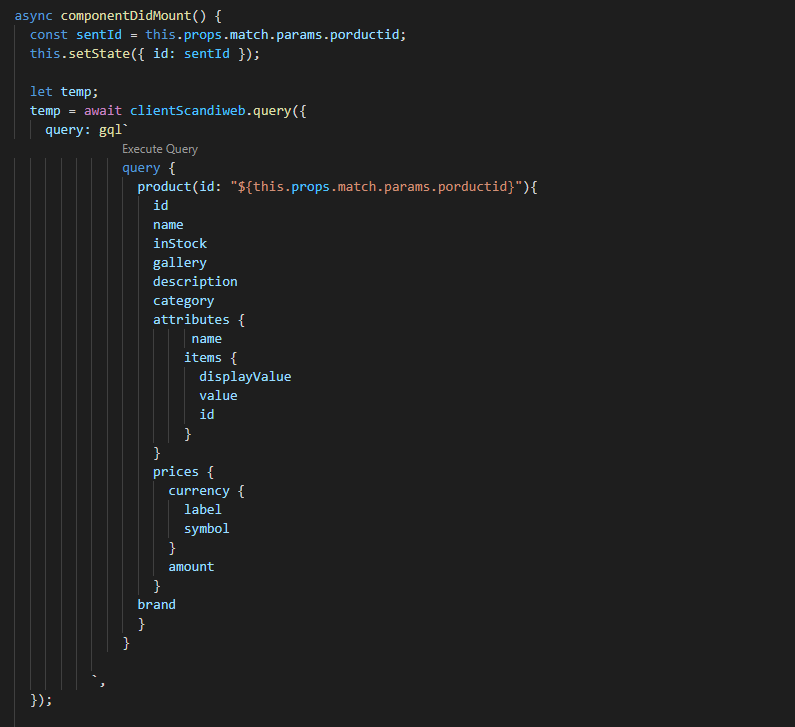 async componentDidMount() {
const sentId = this.props.match.params.porductid;
this.setState({ id: sentId });
let temp;
temp = await clientScandiweb.query({
query: gql`
Execute Query
query {
product(id: "${this.props.match.params.porductid}"){
id
name
inStock
gallery
description
category
attributes {
name
items {
displayValue
value
id
}
}
prices {
currency {
label
symbol
}
amount
}
brand
}
}
`,
});